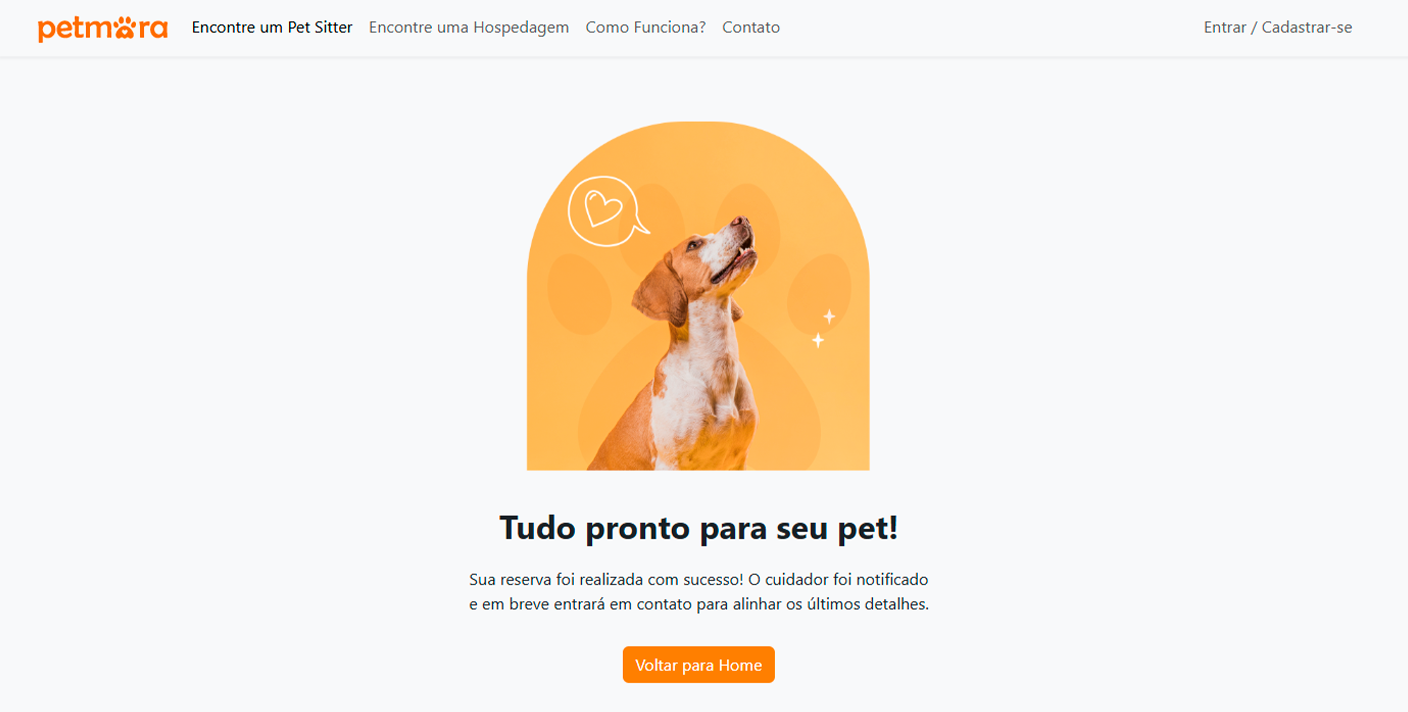 petmora
Encontre um Pet Sitter
Encontre uma Hospedagem
Como Funciona?
Contato
Entrar / Cadastrar-se
Tudo pronto para seu pet!
Sua reserva foi realizada com sucesso! O cuidador foi notificado
e em breve entrará em contato para alinhar os últimos detalhes.
Voltar para Home